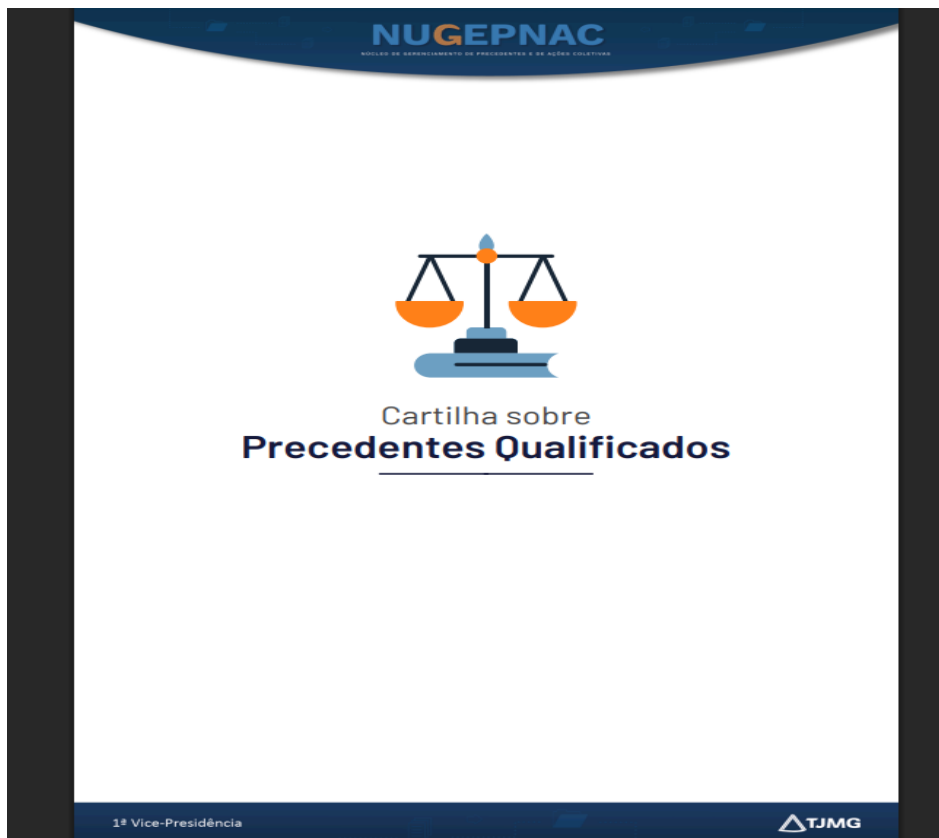 NUGEPNAC
NÚCLEO DE GERENCIAMENTO DE PRECEDENTES E DE AÇÕES COLETIVAS
Cartilha sobre
Precedentes Qualificados
1ª Vice-Presidência
TJMG